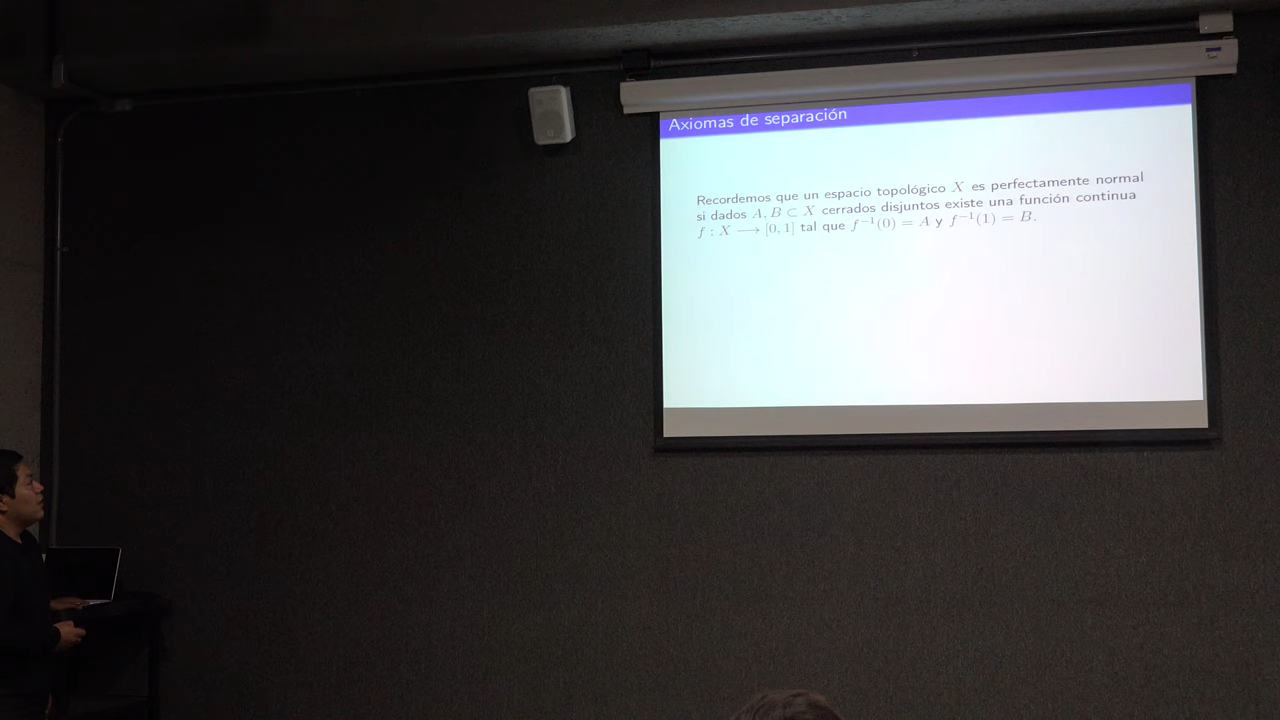 Axiomas de separación
Recordemos que un espacio topológico X es perfectamente normal
si dados A, B ⊂ X cerrados disjuntos existe una función continua
f : X ⟶ [0, 1] tal que f⁻¹(0) = A y f⁻¹(1) = B.